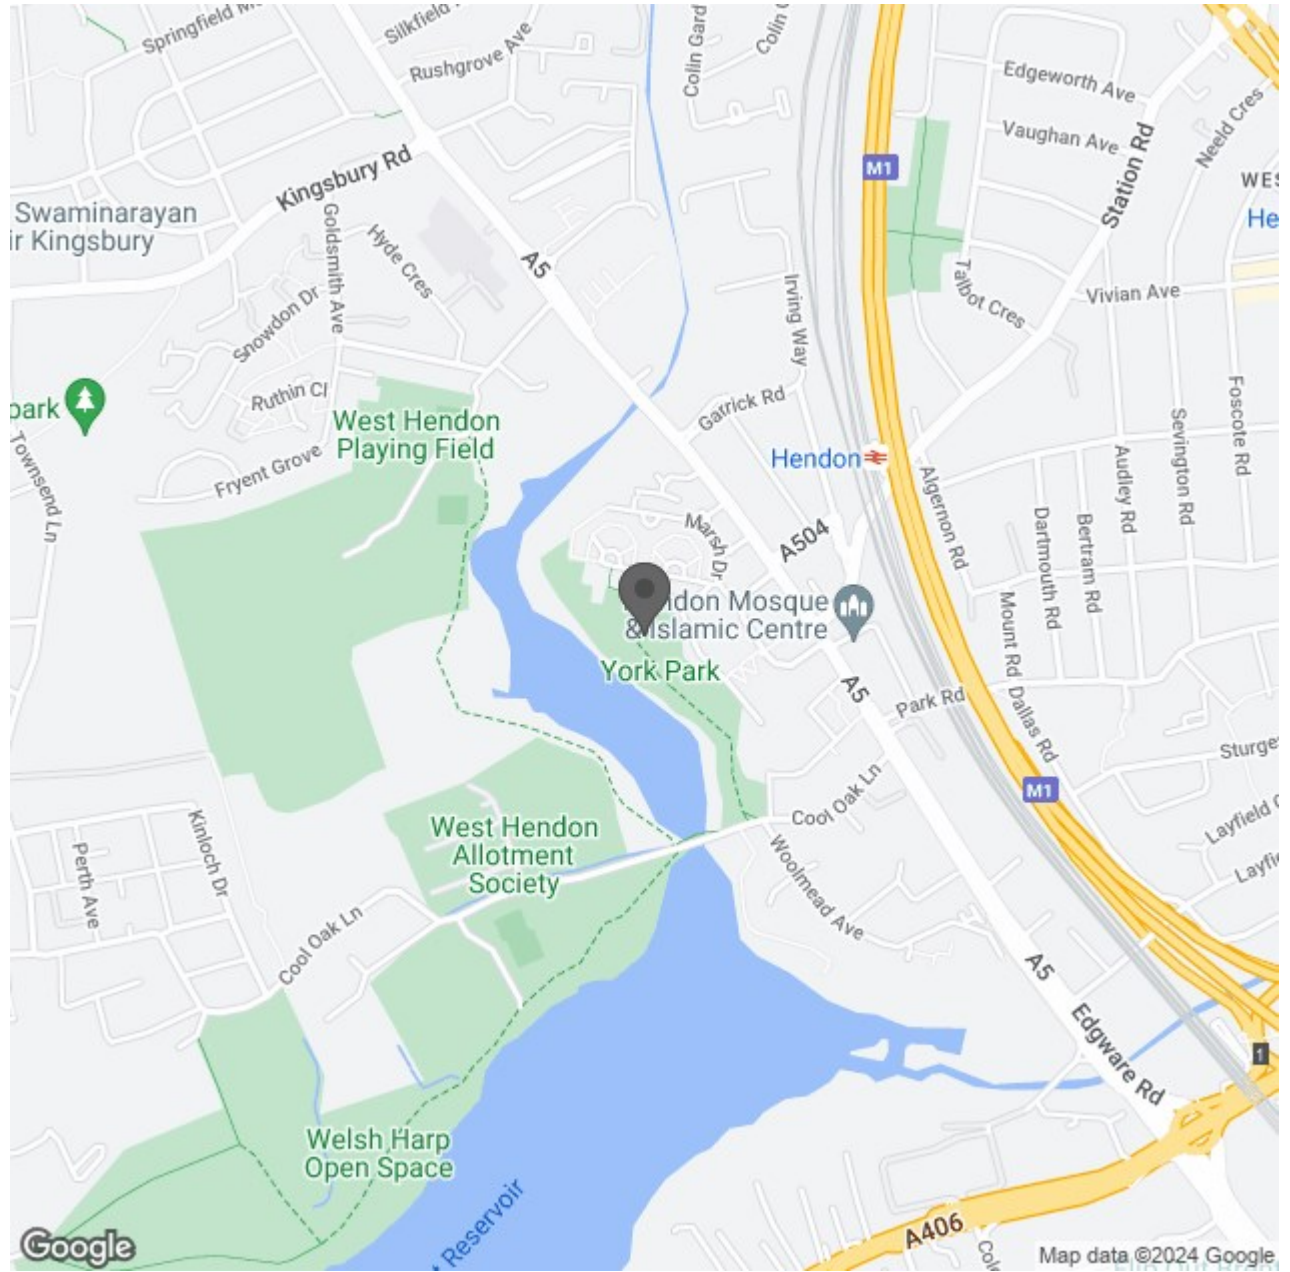 Springfield M
Silkfield
Rushgrove Ave
Colin Gard
Colin
Edgeworth Ave
Vaughan Ave
Neeld Cres
Station Rd
M1
WES
He
Kingsbury Rd
Swaminarayan
ir Kingsbury
Goldsmith Ave
Hyde Cres
A5
Snowdon Dr
Irving Way
Talbot Cres
Vivian Ave
Ruthin Cl
park
West Hendon
Playing Field
Garrick Rd
Foscote Rd
Sevington Rd
Townsend Ln
Fryent Grove
Hendon
Algernon Rd
Audley Rd
Marsh Dr
A504
Dartmouth Rd
Bertram Rd
ndon Mosque
& Islamic Centre
Mount Rd
York Park
A5
Park Rd
Dallas Rd
Sturge
M1
Kinloch Dr
Perth Ave
West Hendon
Allotment
Society
Cool Oak Ln
Woolmead Ave
Layfield
Layfie
Cool Oak Ln
A5
Edgware Rd
1
Welsh Harp
Open Space
Reservoir
A406
Cole
Google
Map data ©2024 Google